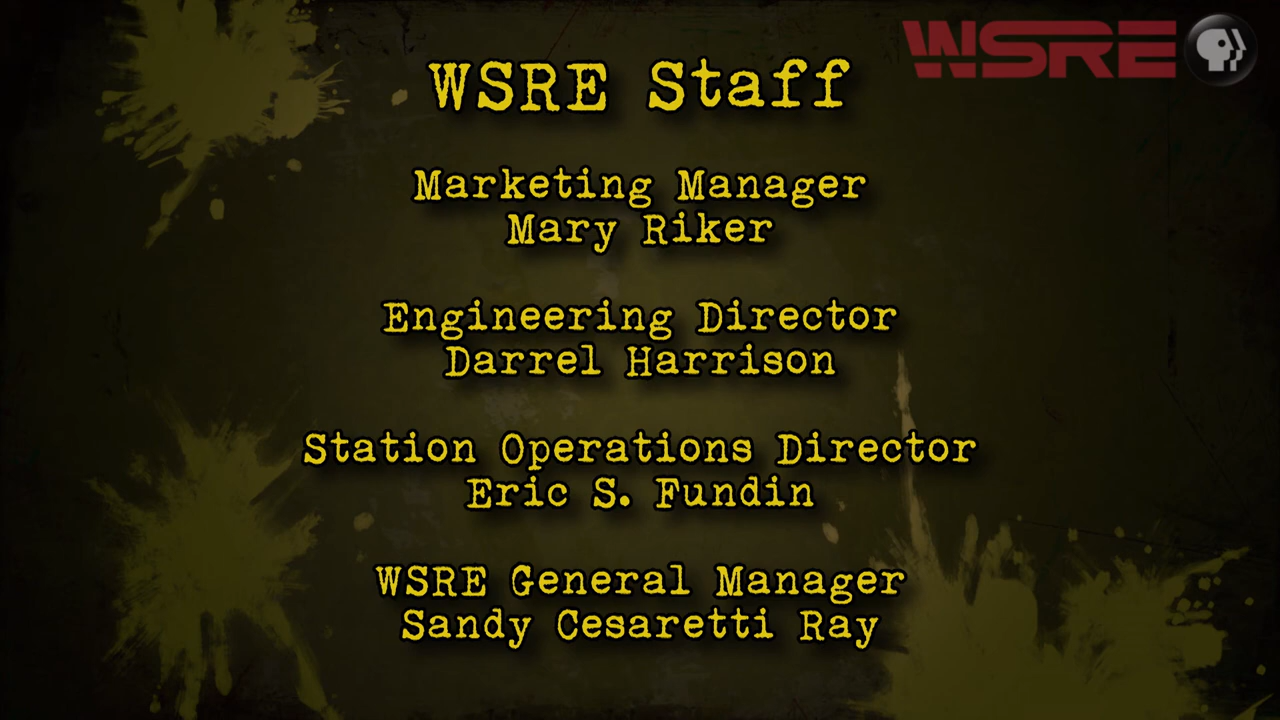 WSRE
WSRE Staff
Marketing Manager
Mary Riker
Engineering Director
Darrel Harrison
Station Operations Director
Eric S. Fundin
WSRE General Manager
Sandy Cesaretti Ray